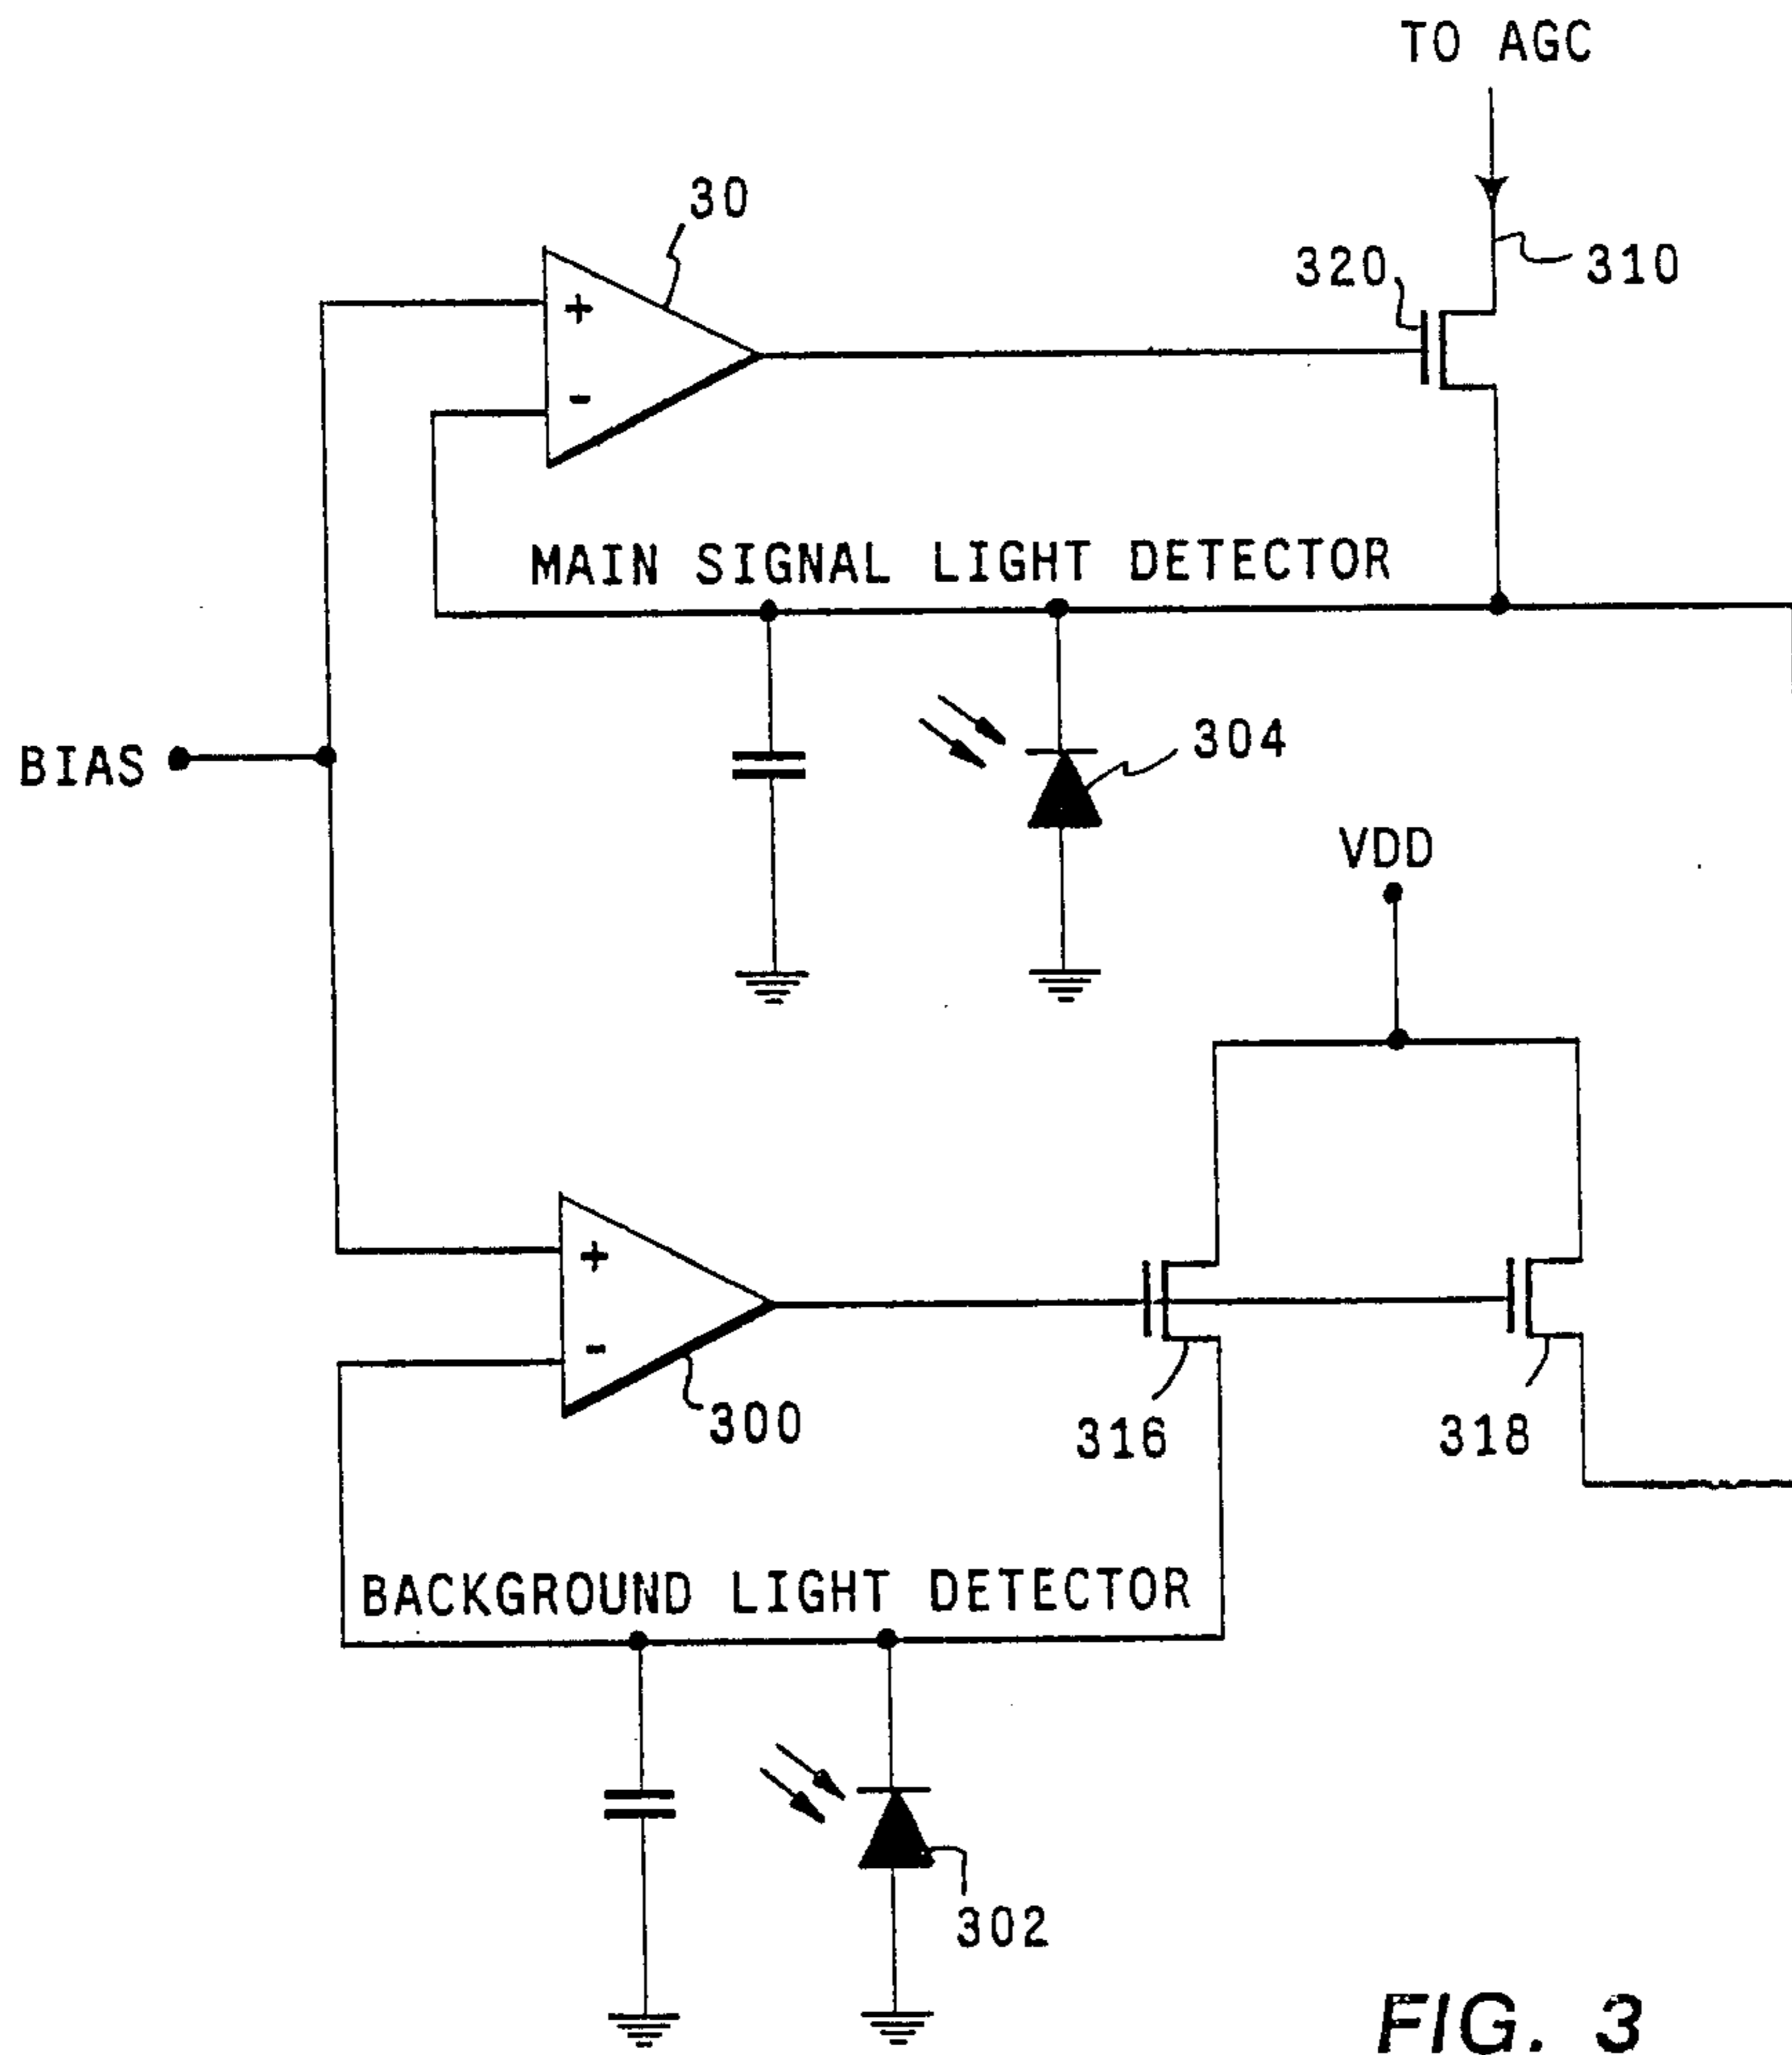 TO AGC
30
320
310
+
-
MAIN SIGNAL LIGHT DETECTOR
304
BIAS
VDD
+
-
300
316
318
BACKGROUND LIGHT DETECTOR
302
FIG. 3